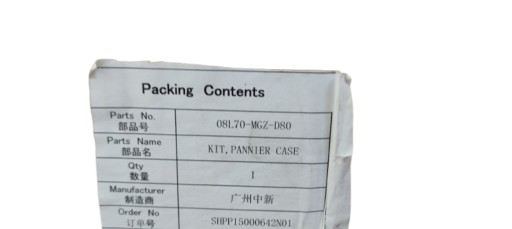 Packing Contents
Parts No.
部品号
08L70-MGZ-D80
Parts Name
部品名
KIT,PANNIER CASE
Qty
数量
1
Manufacturer
制造商
广州中新
Order No
订单号
SHPP15000642N01